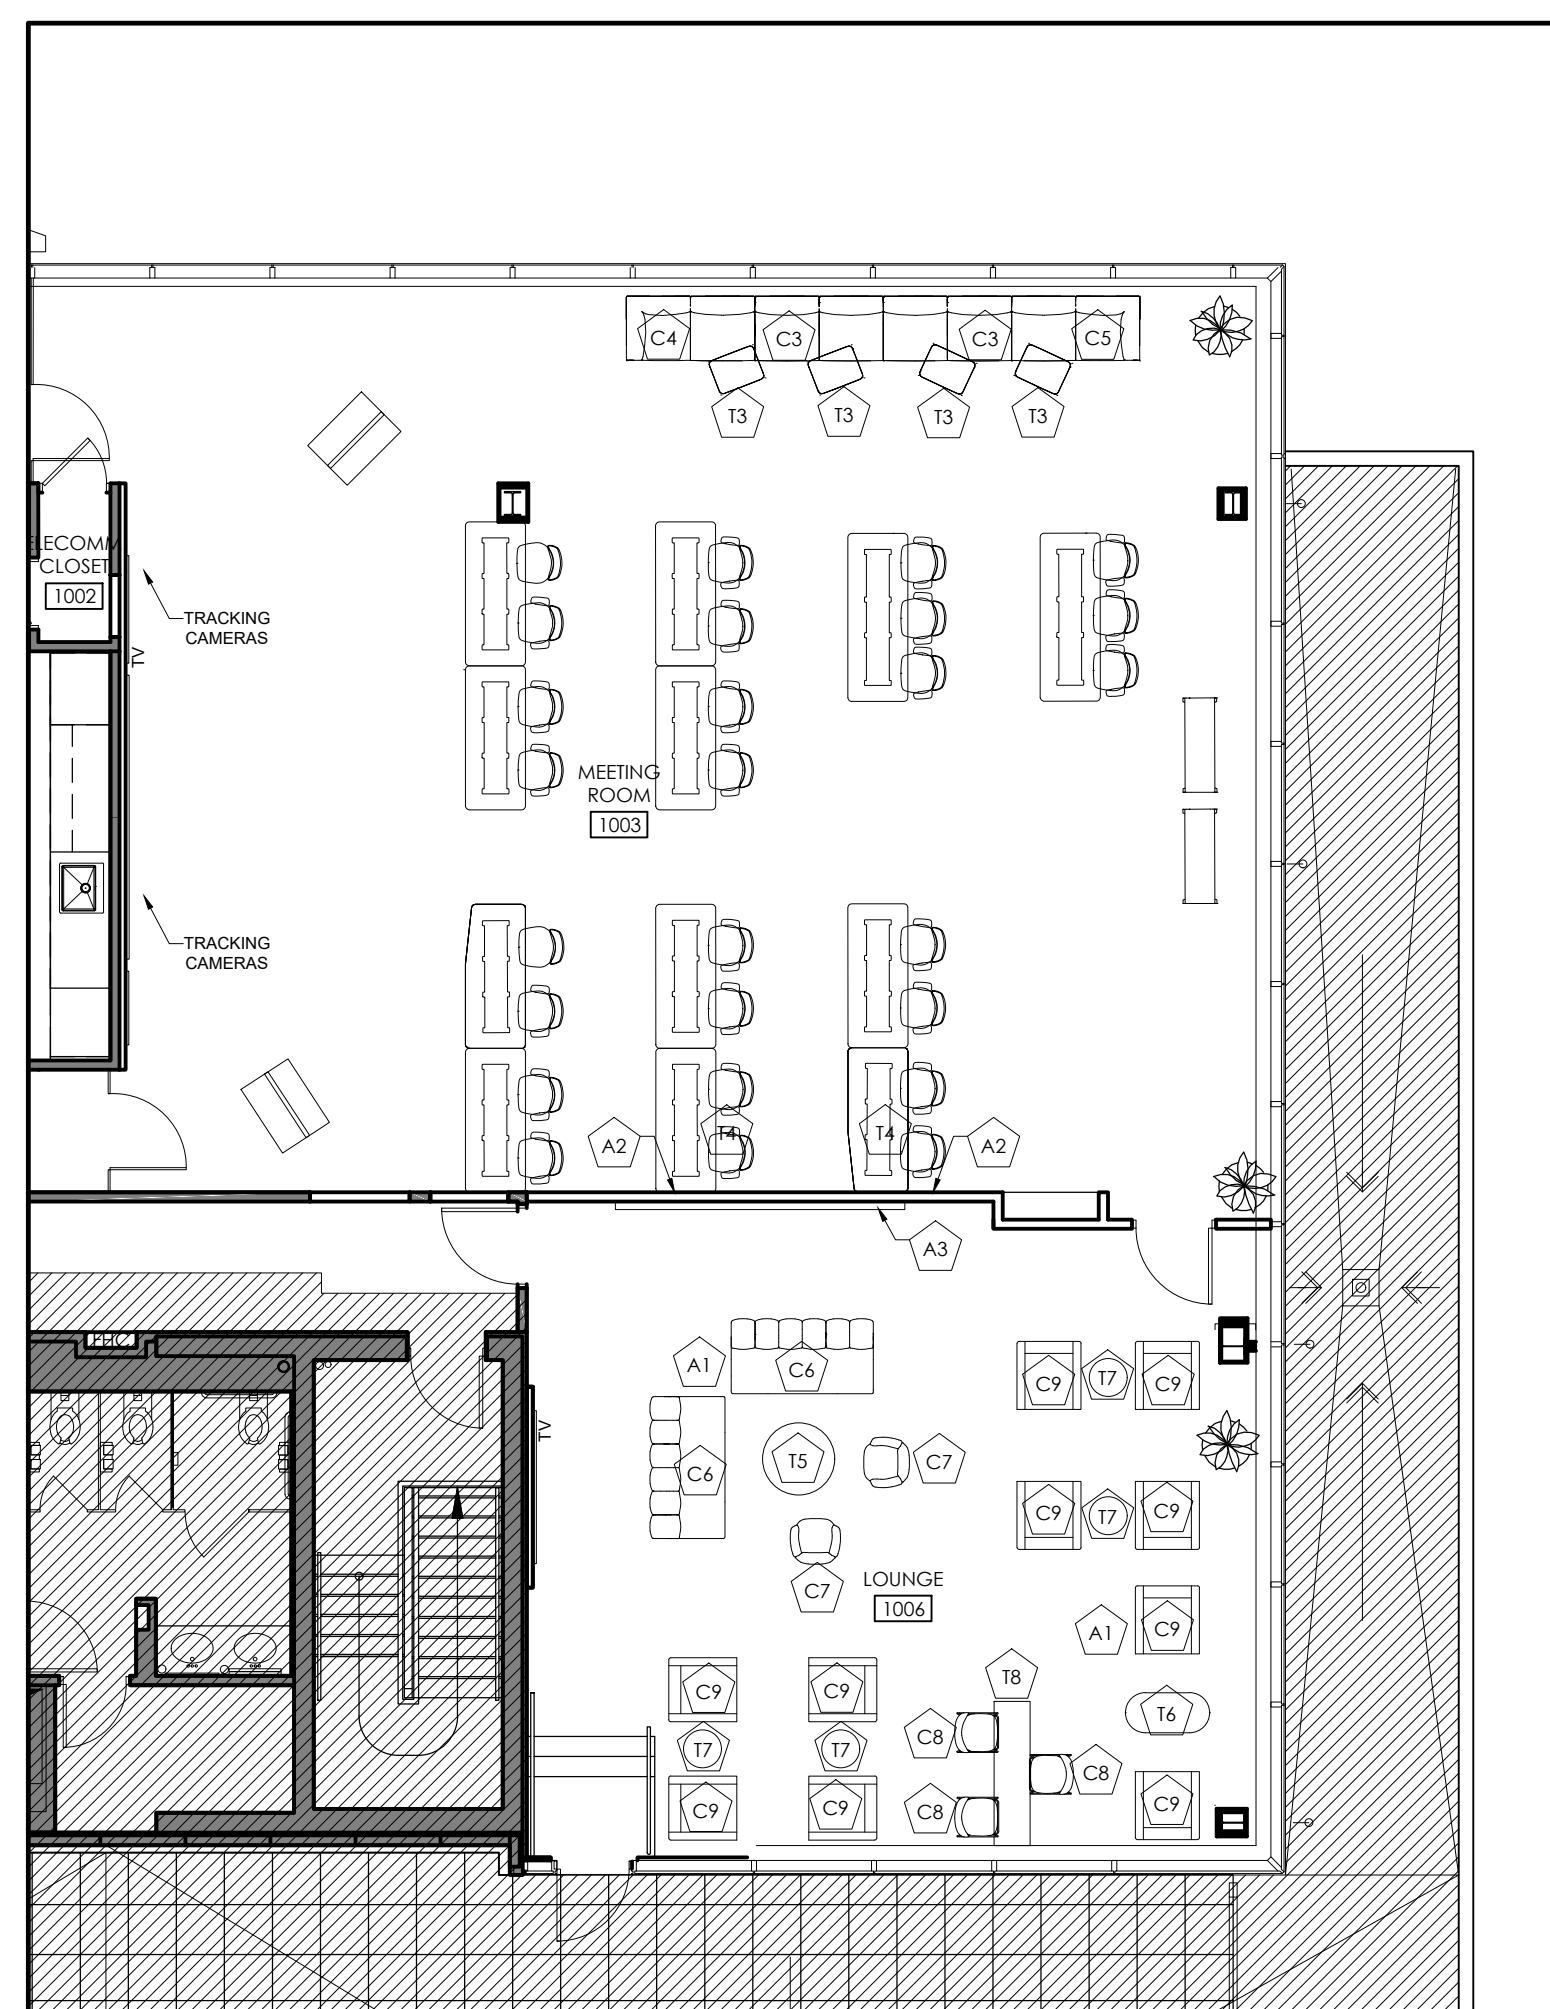 C4
C3
C3
C5
T3
T3
T3
T3
ELECOMM
CLOSET
1002
TRACKING
CAMERAS
TV
MEETING
ROOM
1003
TRACKING
CAMERAS
A2
T4
T4
A2
A3
FHC
A1
C6
C9
T7
C9
TV
C6
T5
C7
C9
T7
C9
C7
LOUNGE
1006
A1
C9
T8
C9
C9
T6
C8
T7
T7
C8
C9
C9
C8
C9